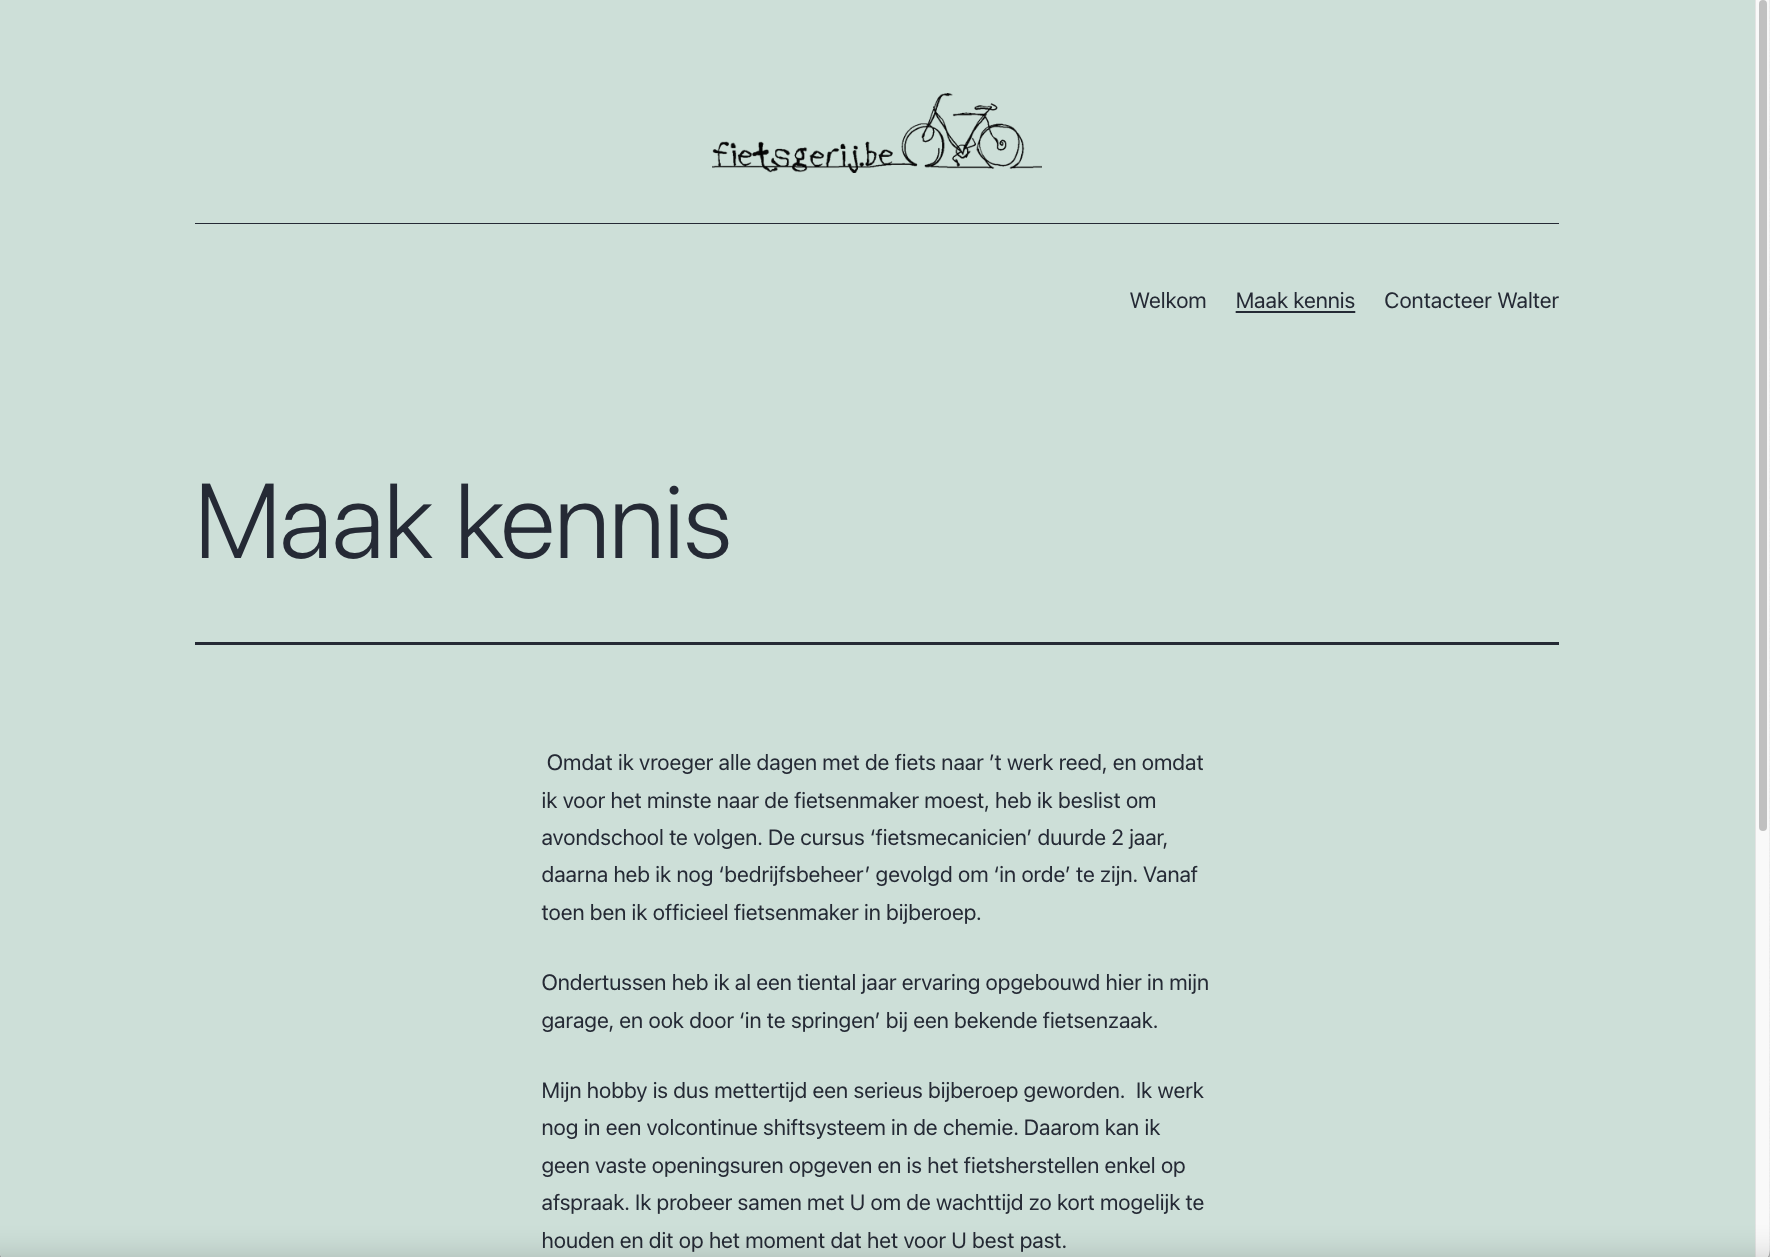 fietsgerij.be
Welkom Maak kennis Contacteer Walter
Maak kennis
Omdat ik vroeger alle dagen met de fiets naar ’t werk reed, en omdat
ik voor het minste naar de fietsenmaker moest, heb ik beslist om
avondschool te volgen. De cursus ‘fietsmecanicien’ duurde 2 jaar,
daarna heb ik nog ‘bedrijfsbeheer’ gevolgd om ‘in orde’ te zijn. Vanaf
toen ben ik officieel fietsenmaker in bijberoep.
Ondertussen heb ik al een tiental jaar ervaring opgebouwd hier in mijn
garage, en ook door ‘in te springen’ bij een bekende fietsenzaak.
Mijn hobby is dus mettertijd een serieus bijberoep geworden.  Ik werk
nog in een volcontinue shiftsysteem in de chemie. Daarom kan ik
geen vaste openingsuren opgeven en is het fietsherstellen enkel op
afspraak. Ik probeer samen met U om de wachttijd zo kort mogelijk te
houden en dit op het moment dat het voor U best past.